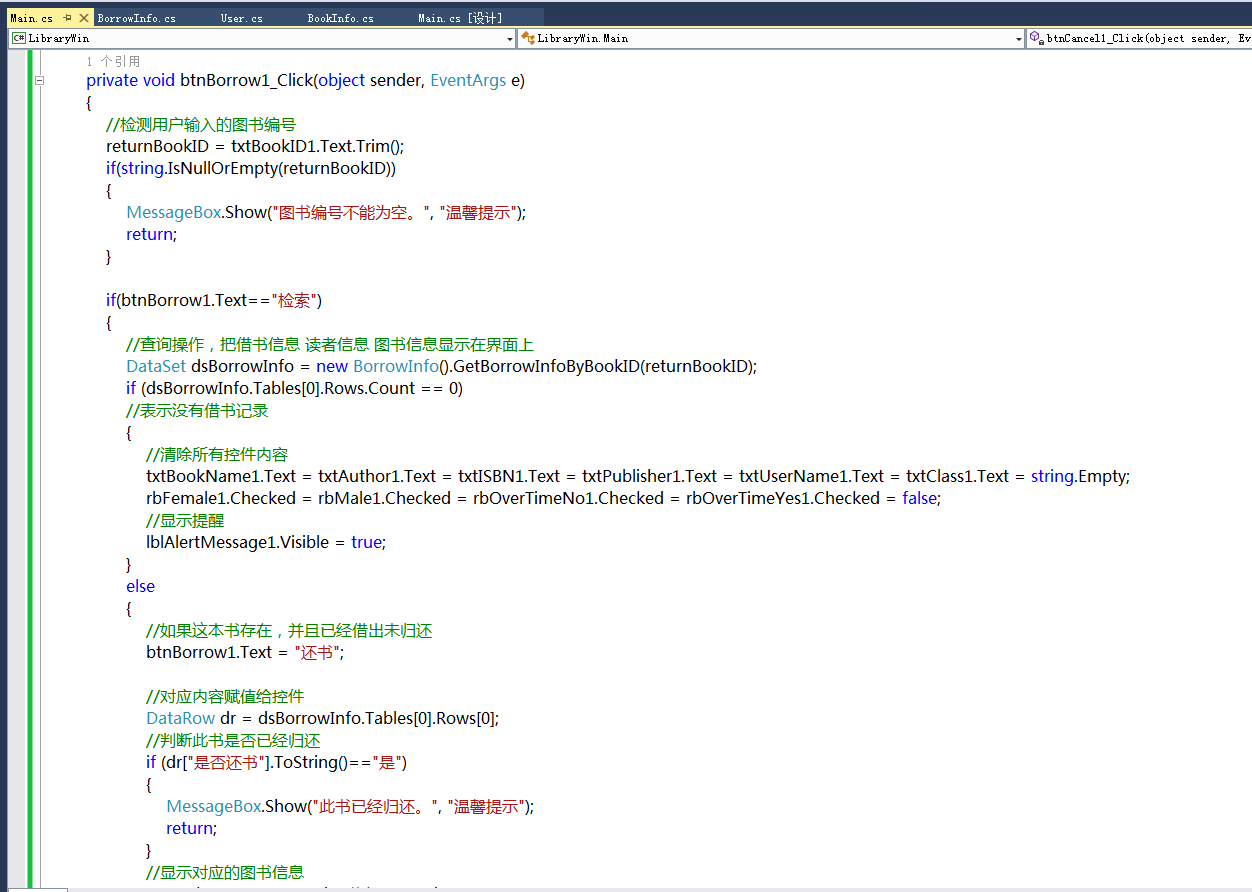 Main.cs BorrowInfo.cs User.cs BookInfo.cs Main.cs [设计]
C# LibraryWin LibraryWin.Main btnCancel1_Click(object sender, Ev
1 个引用
private void btnBorrow1_Click(object sender, EventArgs e)
{
//检测用户输入的图书编号
returnBookID = txtBookID1.Text.Trim();
if(string.IsNullOrEmpty(returnBookID))
{
MessageBox.Show("图书编号不能为空。", "温馨提示");
return;
}
if(btnBorrow1.Text=="检索")
{
//查询操作，把借书信息 读者信息 图书信息显示在界面上
DataSet dsBorrowInfo = new BorrowInfo().GetBorrowInfoByBookID(returnBookID);
if (dsBorrowInfo.Tables[0].Rows.Count == 0)
//表示没有借书记录
{
//清除所有控件内容
txtBookName1.Text = txtAuthor1.Text = txtISBN1.Text = txtPublisher1.Text = txtUserName1.Text = txtClass1.Text = string.Empty;
rbFemale1.Checked = rbMale1.Checked = rbOverTimeNo1.Checked = rbOverTimeYes1.Checked = false;
//显示提醒
lblAlertMessage1.Visible = true;
}
else
{
//如果这本书存在，并且已经借出未归还
btnBorrow1.Text = "还书";
//对应内容赋值给控件
DataRow dr = dsBorrowInfo.Tables[0].Rows[0];
//判断此书是否已经归还
if (dr["是否还书"].ToString()=="是")
{
MessageBox.Show("此书已经归还。", "温馨提示");
return;
}
//显示对应的图书信息